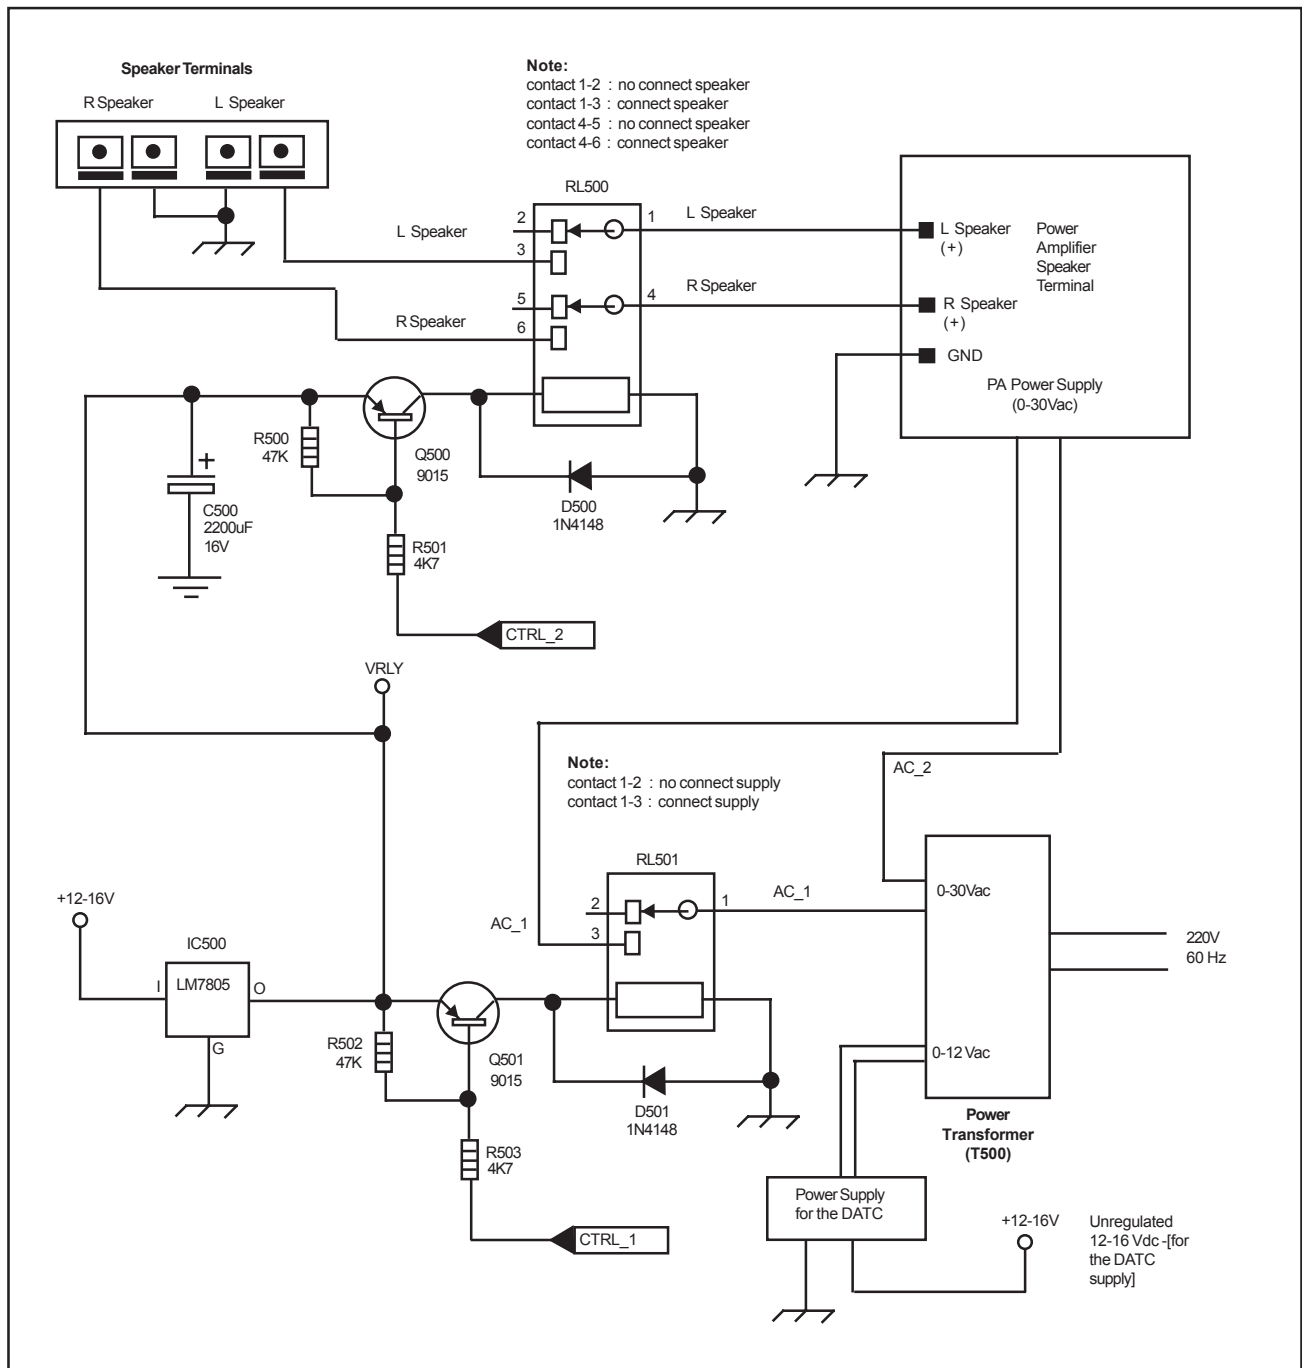 Speaker Terminals
R Speaker
L Speaker
Note:
contact 1-2 : no connect speaker
contact 1-3 : connect speaker
contact 4-5 : no connect speaker
contact 4-6 : connect speaker
RL500
2
1
L Speaker
L Speaker
3
5
4
R Speaker
R Speaker
6
L Speaker
(+)
Power
Amplifier
Speaker
Terminal
R Speaker
(+)
GND
PA Power Supply
(0-30Vac)
R500
47K
Q500
9015
C500
2200uF
16V
+
D500
1N4148
R501
4K7
CTRL_2
VRLY
Note:
contact 1-2 : no connect supply
contact 1-3 : connect supply
AC_2
RL501
2
1
AC_1
AC_1
3
0-30Vac
220V
60 Hz
+12-16V
IC500
I
LM7805
O
G
R502
47K
Q501
9015
D501
1N4148
0-12 Vac
Power
Transformer
(T500)
R503
4K7
CTRL_1
Power Supply
for the DATC
+12-16V
Unregulated
12-16 Vdc -[for
the DATC
supply]